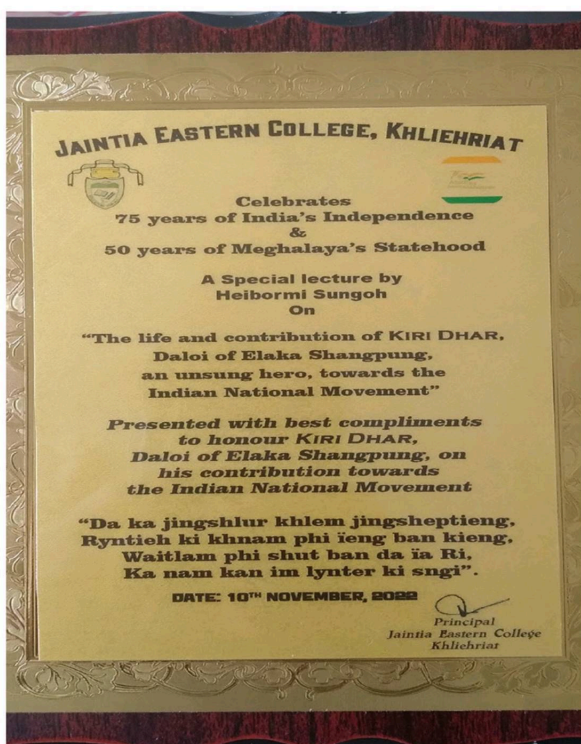 JAINTIA EASTERN COLLEGE, KHLIEHRIAT
Celebrates
75 years of India's Independence
&
50 years of Meghalaya's Statehood
A Special lecture by
Heibormi Sungoh
On
“The life and contribution of KIRI DHAR,
Daloi of Elaka Shangpung,
an unsung hero, towards the
Indian National Movement”
Presented with best compliments
to honour KIRI DHAR,
Daloi of Elaka Shangpung, on
his contribution towards
the Indian National Movement
“Da ka jingshlur khlem jingsheptieng,
Ryntieh ki khnam phi ïeng ban kieng,
Waitlam phi shut ban da ïa Ri,
Ka nam kan im lynter ki sngi”.
DATE: 10TH NOVEMBER, 2022
Principal
Jaintia Eastern College
Khliehriat